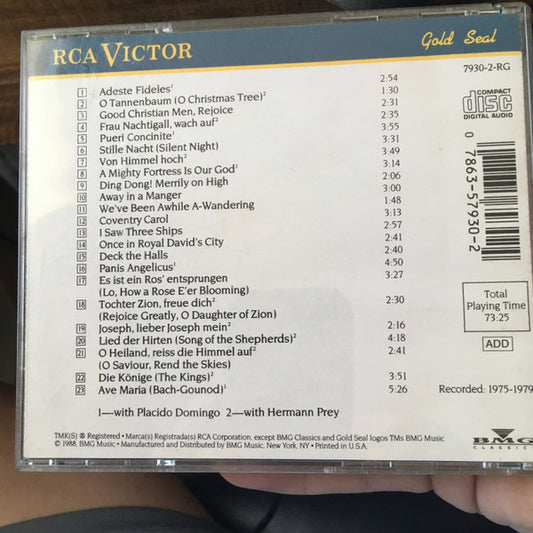 RCA VICTOR
Gold Seal
7930-2-RG
COMPACT
disc
DIGITAL AUDIO
0 7863-57930-2
1 Adeste Fideles¹ 2:54
2 O Tannenbaum (O Christmas Tree)² 1:30
3 Good Christian Men, Rejoice 2:31
4 Frau Nachtigall, wach auf² 2:35
5 Pueri Concinite¹ 3:55
6 Stille Nacht (Silent Night) 3:31
7 Von Himmel hoch² 3:49
8 A Mighty Fortress Is Our God¹ 3:14
9 Ding Dong! Merrily on High 2:06
10 Away in a Manger 3:00
11 We've Been Awhile A-Wandering 1:48
12 Coventry Carol 3:13
13 I Saw Three Ships 2:57
14 Once in Royal David's City 2:41
15 Deck the Halls 2:40
16 Panis Angelicus¹ 4:50
17 Es ist ein Ros' entsprungen 3:27
(Lo, How a Rose E'er Blooming)
18 Tochter Zion, freue dich² 2:30
(Rejoice Greatly, O Daughter of Zion)
19 Joseph, lieber Joseph mein² 2:16
20 Lied der Hirten (Song of the Shepherds)² 4:18
21 O Heiland, reiss die Himmel auf² 2:41
(O Saviour, Rend the Skies)
22 Die Könige (The Kings)² 3:51
23 Ave Maria (Bach-Gounod)¹ 5:26
1—with Placido Domingo 2—with Hermann Prey
Total
Playing Time
73:25
ADD
Recorded: 1975-1979
TMK(S) ® Registered • Marca(s) Registrada(s) RCA Corporation, except BMG Classics and Gold Seal logos TMs BMG Music
© 1988, BMG Music • Manufactured and Distributed by BMG Music, New York, NY • Printed in U.S.A.
BMG
CLASSICS